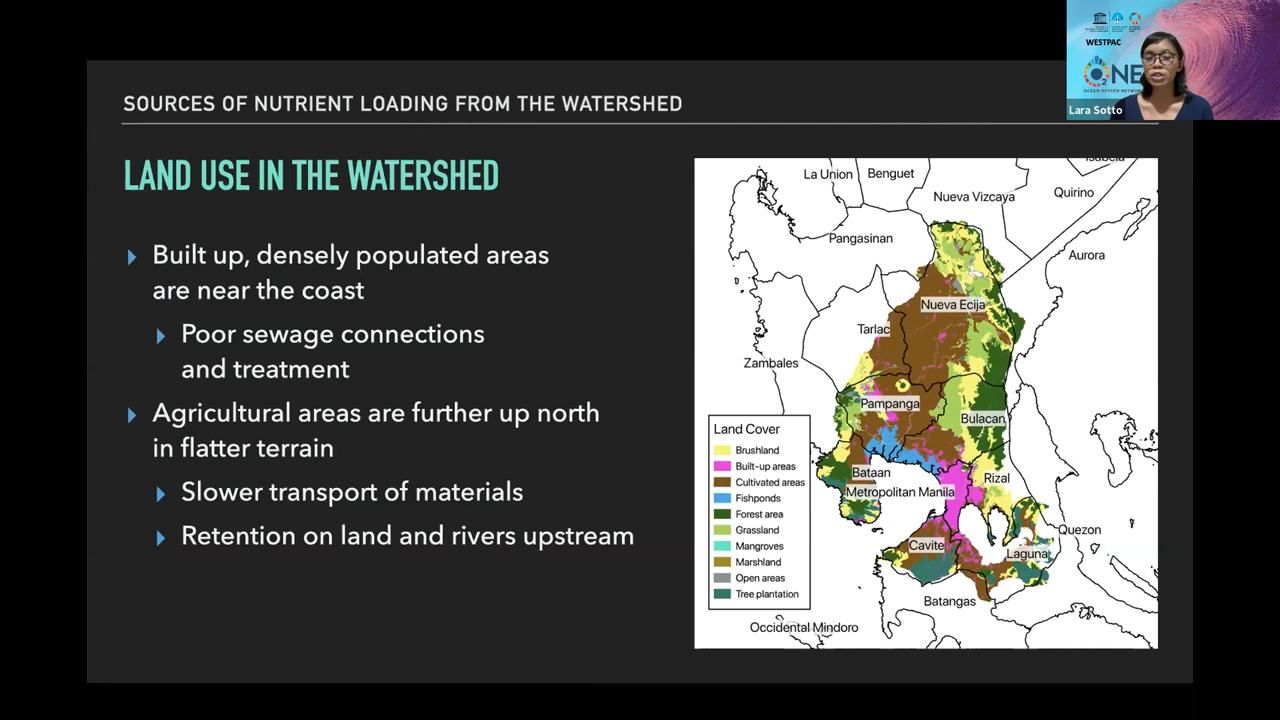 WESTPAC
O2NE
OCEAN OXYGEN NETWORK
Lara Sotto
SOURCES OF NUTRIENT LOADING FROM THE WATERSHED
LAND USE IN THE WATERSHED
Built up, densely populated areas
are near the coast
Poor sewage connections
and treatment
Agricultural areas are further up north
in flatter terrain
Slower transport of materials
Retention on land and rivers upstream
Isabela
La Union
Benguet
Quirino
Nueva Vizcaya
Pangasinan
Aurora
Nueva Ecija
Tarlac
Zambales
Pampanga
Bulacan
Bataan
Rizal
Metropolitan Manila
Quezon
Cavite
Laguna
Batangas
Occidental Mindoro
Land Cover
Brushland
Built-up areas
Cultivated areas
Fishponds
Forest area
Grassland
Mangroves
Marshland
Open areas
Tree plantation